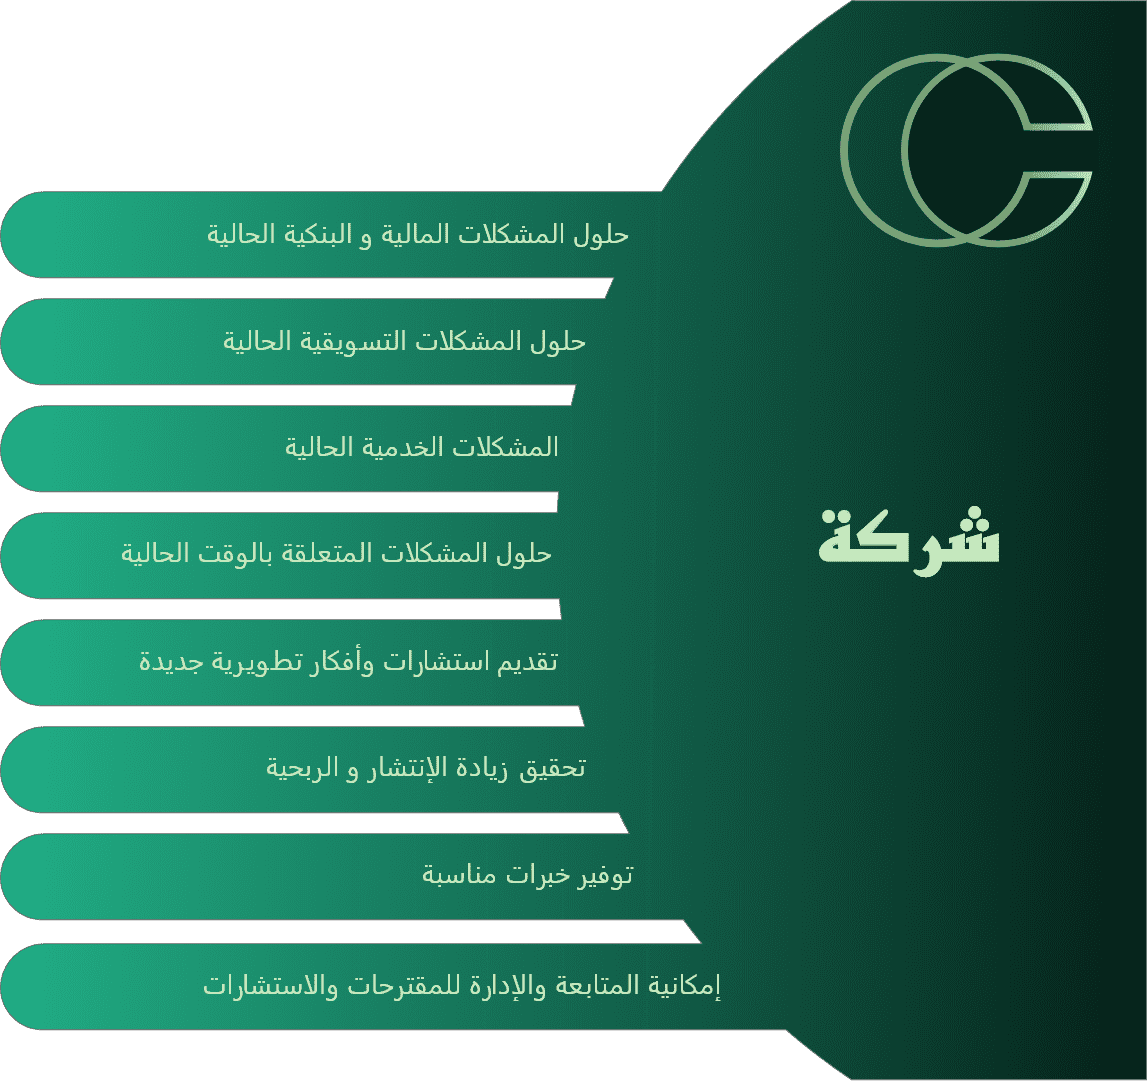 حلول المشكلات المالية و البنكية الحالية
حلول المشكلات التسويقية الحالية
المشكلات الخدمية الحالية
شركة
حلول المشكلات المتعلقة بالوقت الحالية
تقديم استشارات وأفكار تطويرية جديدة
تحقيق زيادة الإنتشار و الربحية
توفير خبرات مناسبة
إمكانية المتابعة والإدارة للمقترحات والاستشارات